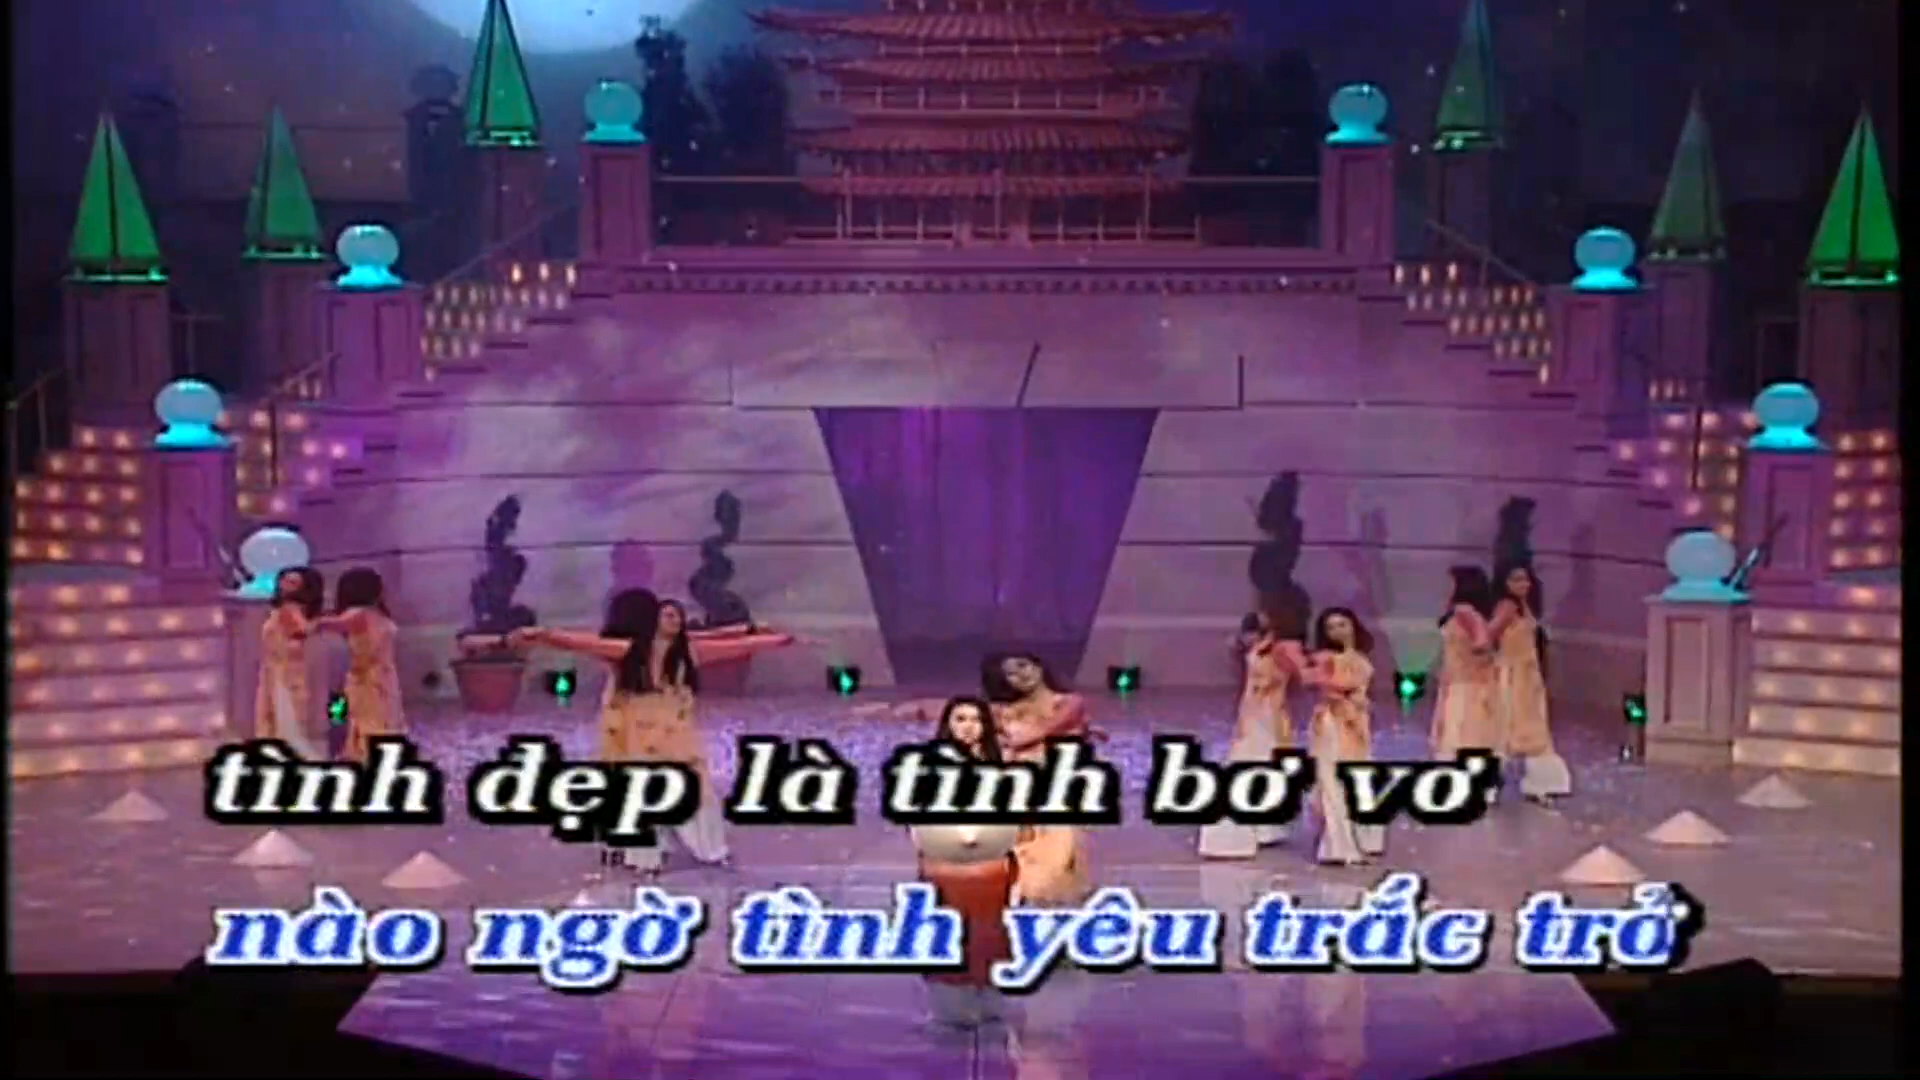 tình đẹp là tình bơ vơ
nào ngờ tình yêu trắc trở